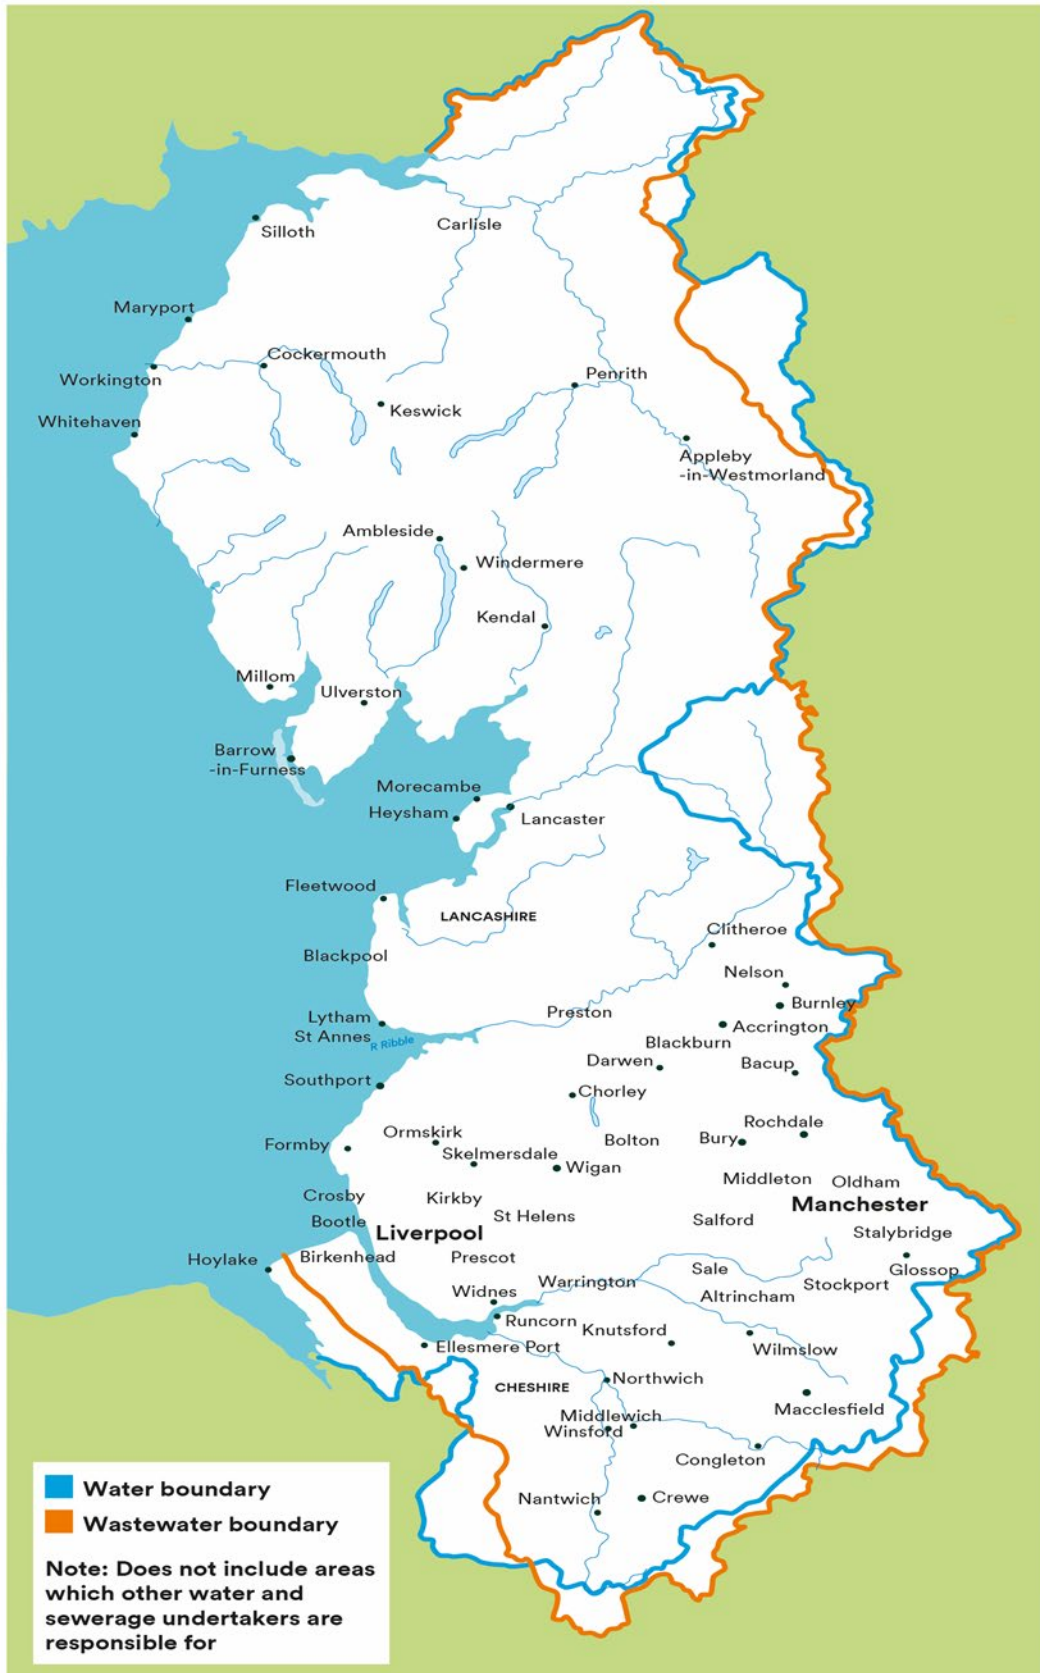 Carlisle
Silloth
Maryport
Cockermouth
Workington
Penrith
Keswick
Whitehaven
Appleby
-in-Westmorland
Ambleside
Windermere
Kendal
Millom
Ulverston
Barrow
-in-Furness
Morecambe
Heysham
Lancaster
Fleetwood
LANCASHIRE
Clitheroe
Blackpool
Nelson
Burnley
Preston
Lytham
St Annes
R Ribble
Accrington
Blackburn
Darwen
Bacup
Southport
Chorley
Rochdale
Ormskirk
Bolton
Bury
Formby
Skelmersdale
Wigan
Middleton
Oldham
Crosby
Kirkby
Manchester
Bootle
St Helens
Salford
Liverpool
Stalybridge
Hoylake
Birkenhead
Prescot
Sale
Glossop
Warrington
Stockport
Widnes
Altrincham
Runcorn
Knutsford
Ellesmere Port
Wilmslow
CHESHIRE
Northwich
Macclesfield
Middlewich
Winsford
Congleton
Nantwich
Crewe
Water boundary
Wastewater boundary
Note: Does not include areas
which other water and
sewerage undertakers are
responsible for